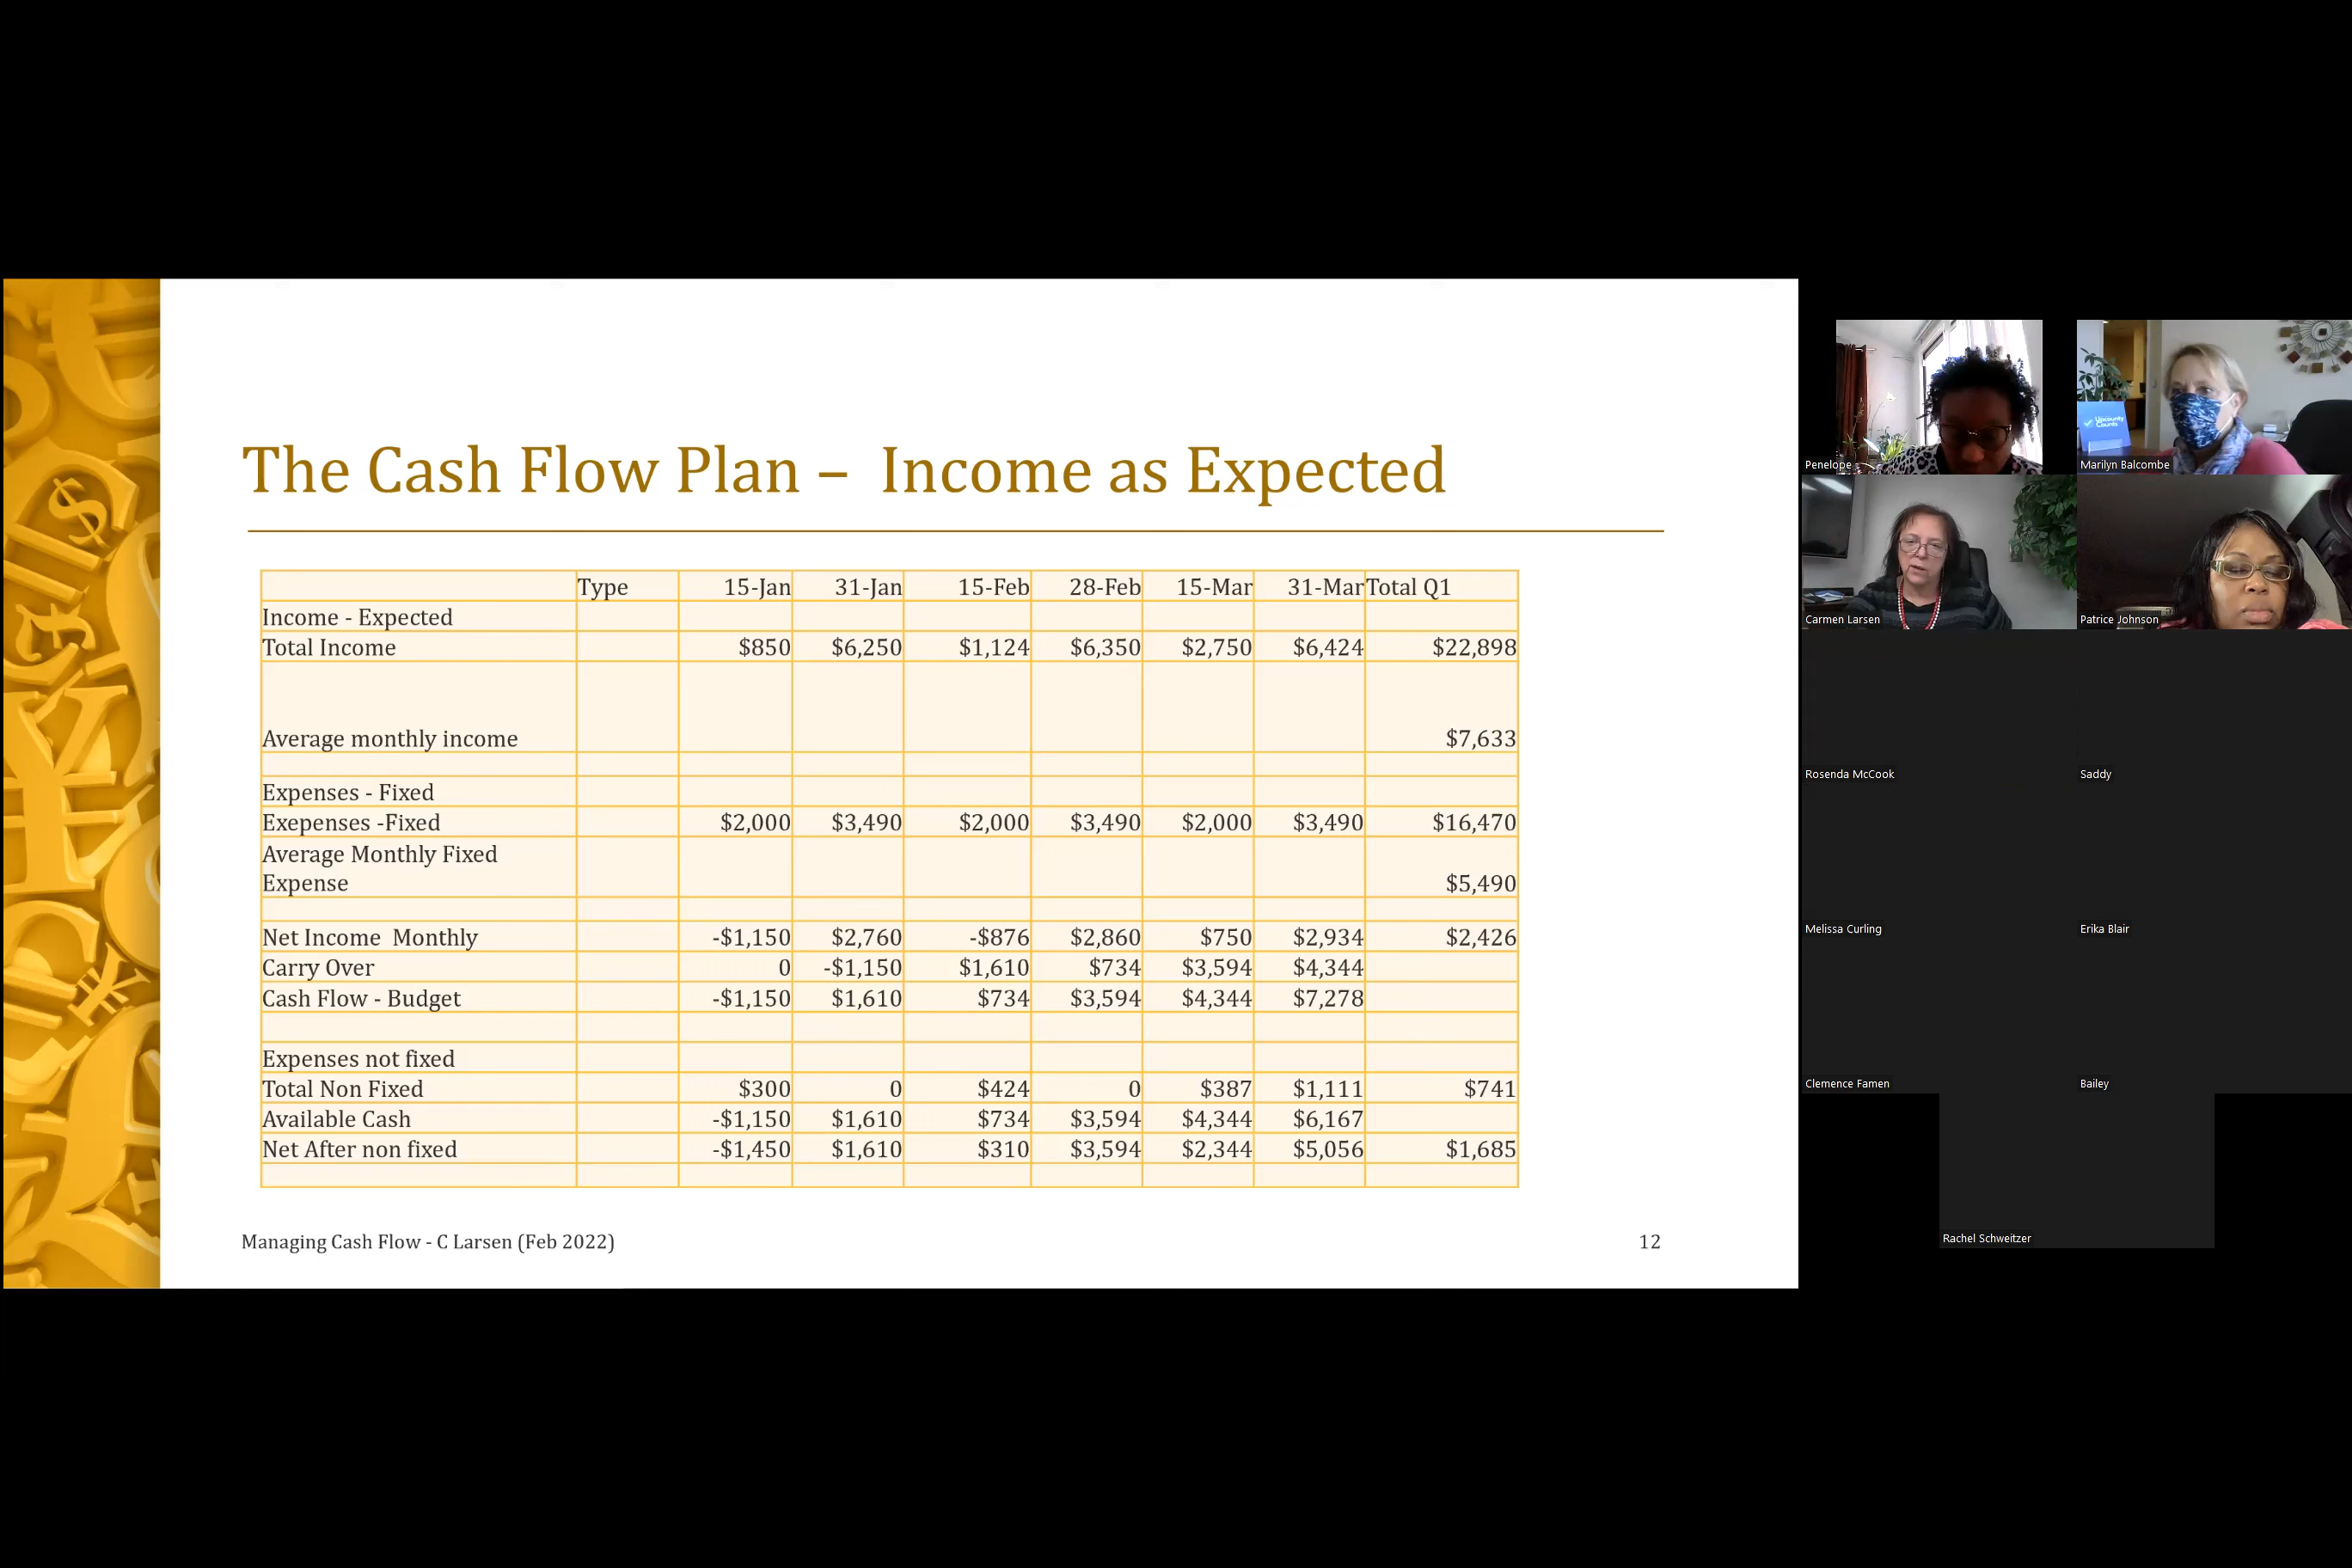 The Cash Flow Plan – Income as Expected
Type 15-Jan 31-Jan 15-Feb 28-Feb 15-Mar 31-Mar Total Q1
Income - Expected
Total Income $850 $6,250 $1,124 $6,350 $2,750 $6,424 $22,898
Average monthly income $7,633
Expenses - Fixed
Exepenses -Fixed $2,000 $3,490 $2,000 $3,490 $2,000 $3,490 $16,470
Average Monthly Fixed
Expense $5,490
Net Income Monthly -$1,150 $2,760 -$876 $2,860 $750 $2,934 $2,426
Carry Over 0 -$1,150 $1,610 $734 $3,594 $4,344
Cash Flow - Budget -$1,150 $1,610 $734 $3,594 $4,344 $7,278
Expenses not fixed
Total Non Fixed $300 0 $424 0 $387 $1,111 $741
Available Cash -$1,150 $1,610 $734 $3,594 $4,344 $6,167
Net After non fixed -$1,450 $1,610 $310 $3,594 $2,344 $5,056 $1,685
Managing Cash Flow - C Larsen (Feb 2022)
12
Upcounty
Counts
Penelope
Marilyn Balcombe
Carmen Larsen
Patrice Johnson
Rosenda McCook
Saddy
Melissa Curling
Erika Blair
Clemence Famen
Bailey
Rachel Schweitzer